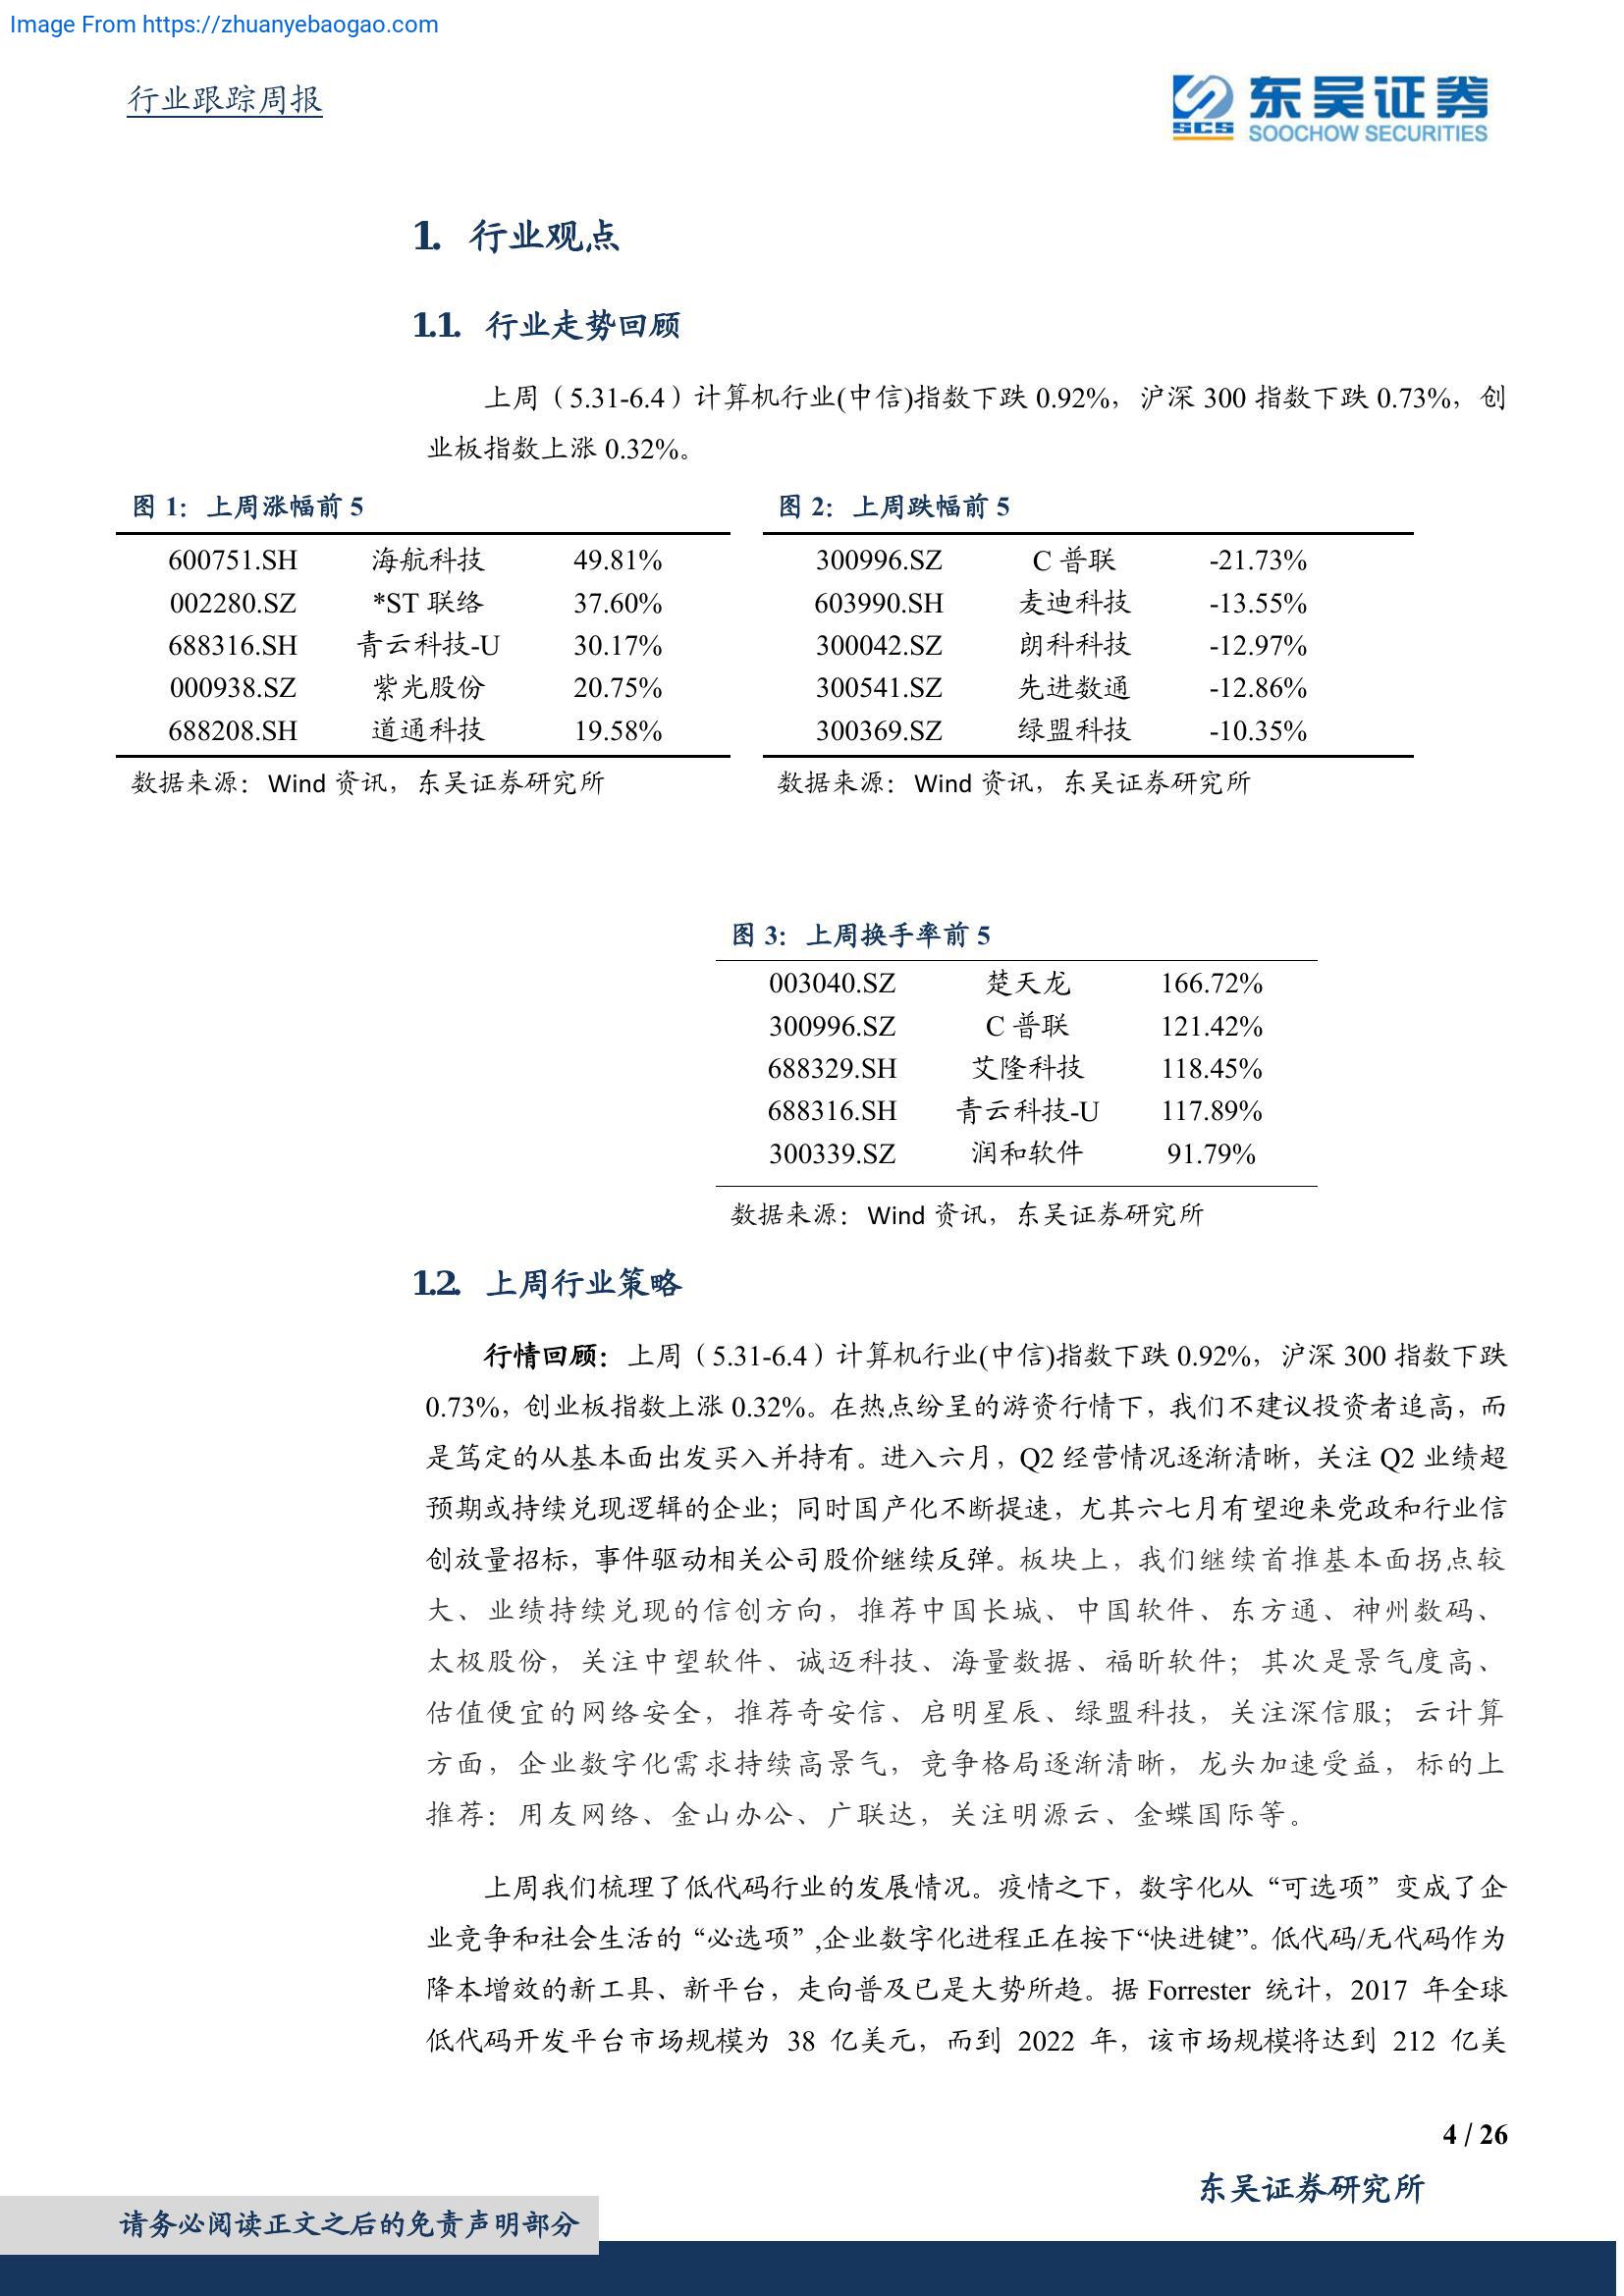 Image From https://zhuanyebaogao.com
行业跟踪周报
东吴证券
SCS
SOOCHOW SECURITIES
1. 行业观点
1.1. 行业走势回顾
上周（5.31-6.4）计算机行业(中信)指数下跌 0.92%，沪深 300 指数下跌 0.73%，创
业板指数上涨 0.32%。
图 1：上周涨幅前 5
600751.SH 海航科技 49.81%
002280.SZ *ST 联络 37.60%
688316.SH 青云科技-U 30.17%
000938.SZ 紫光股份 20.75%
688208.SH 道通科技 19.58%
数据来源：Wind 资讯，东吴证券研究所
图 2：上周跌幅前 5
300996.SZ C 普联 -21.73%
603990.SH 麦迪科技 -13.55%
300042.SZ 朗科科技 -12.97%
300541.SZ 先进数通 -12.86%
300369.SZ 绿盟科技 -10.35%
数据来源：Wind 资讯，东吴证券研究所
图 3：上周换手率前 5
003040.SZ 楚天龙 166.72%
300996.SZ C 普联 121.42%
688329.SH 艾隆科技 118.45%
688316.SH 青云科技-U 117.89%
300339.SZ 润和软件 91.79%
数据来源：Wind 资讯，东吴证券研究所
1.2. 上周行业策略
行情回顾：上周（5.31-6.4）计算机行业(中信)指数下跌 0.92%，沪深 300 指数下跌
0.73%，创业板指数上涨 0.32%。在热点纷呈的游资行情下，我们不建议投资者追高，而
是笃定的从基本面出发买入并持有。进入六月，Q2 经营情况逐渐清晰，关注 Q2 业绩超
预期或持续兑现逻辑的企业；同时国产化不断提速，尤其六七月有望迎来党政和行业信
创放量招标，事件驱动相关公司股价继续反弹。板块上，我们继续首推基本面拐点较
大、业绩持续兑现的信创方向，推荐中国长城、中国软件、东方通、神州数码、
太极股份，关注中望软件、诚迈科技、海量数据、福昕软件；其次是景气度高、
估值便宜的网络安全，推荐奇安信、启明星辰、绿盟科技，关注深信服；云计算
方面，企业数字化需求持续高景气，竞争格局逐渐清晰，龙头加速受益，标的上
推荐：用友网络、金山办公、广联达，关注明源云、金蝶国际等。
上周我们梳理了低代码行业的发展情况。疫情之下，数字化从“可选项”变成了企
业竞争和社会生活的“必选项”,企业数字化进程正在按下“快进键”。低代码/无代码作为
降本增效的新工具、新平台，走向普及已是大势所趋。据 Forrester 统计，2017 年全球
低代码开发平台市场规模为 38 亿美元，而到 2022 年，该市场规模将达到 212 亿美
4 / 26
东吴证券研究所
请务必阅读正文之后的免责声明部分